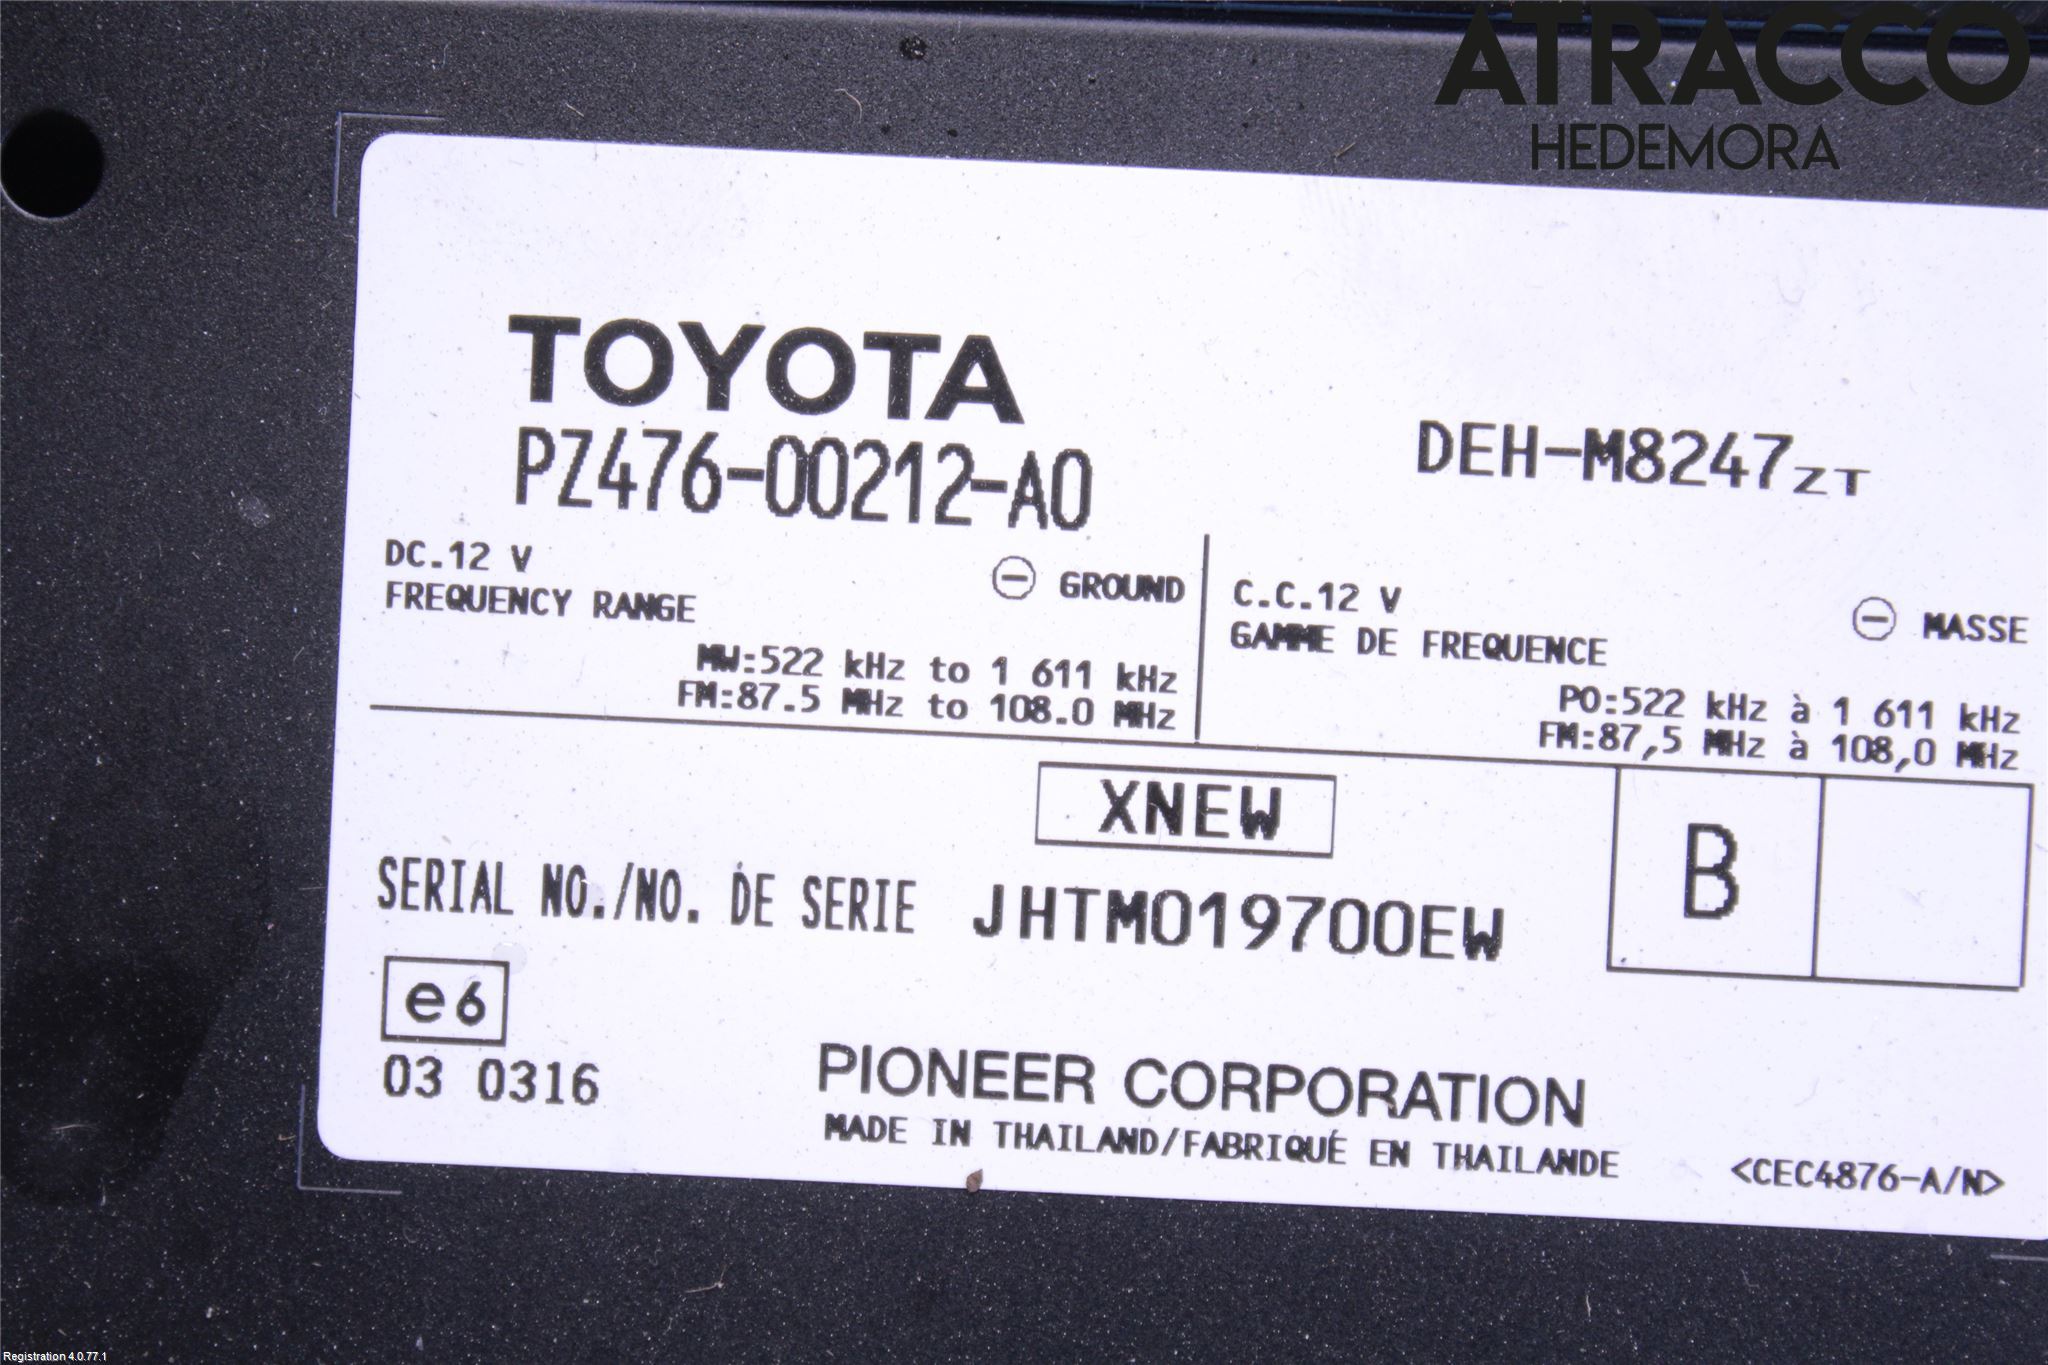 ATRACCO
HEDEMORA
TOYOTA
PZ476-00212-A0
DEH-M8247ZT
DC.12 V
⊖ GROUND
FREQUENCY RANGE
MW:522 kHz to 1 611 kHz
FM:87.5 MHz to 108.0 MHz
C.C.12 V
⊖ MASSE
GAMME DE FREQUENCE
PO:522 kHz à 1 611 kHz
FM:87,5 MHz à 108,0 MHz
XNEW
B
SERIAL NO./NO. DE SERIE JHTM019700EW
e6
03 0316
PIONEER CORPORATION
MADE IN THAILAND/FABRIQUÉ EN THAILANDE
<CEC4876-A/N>
Registration 4.0.77.1